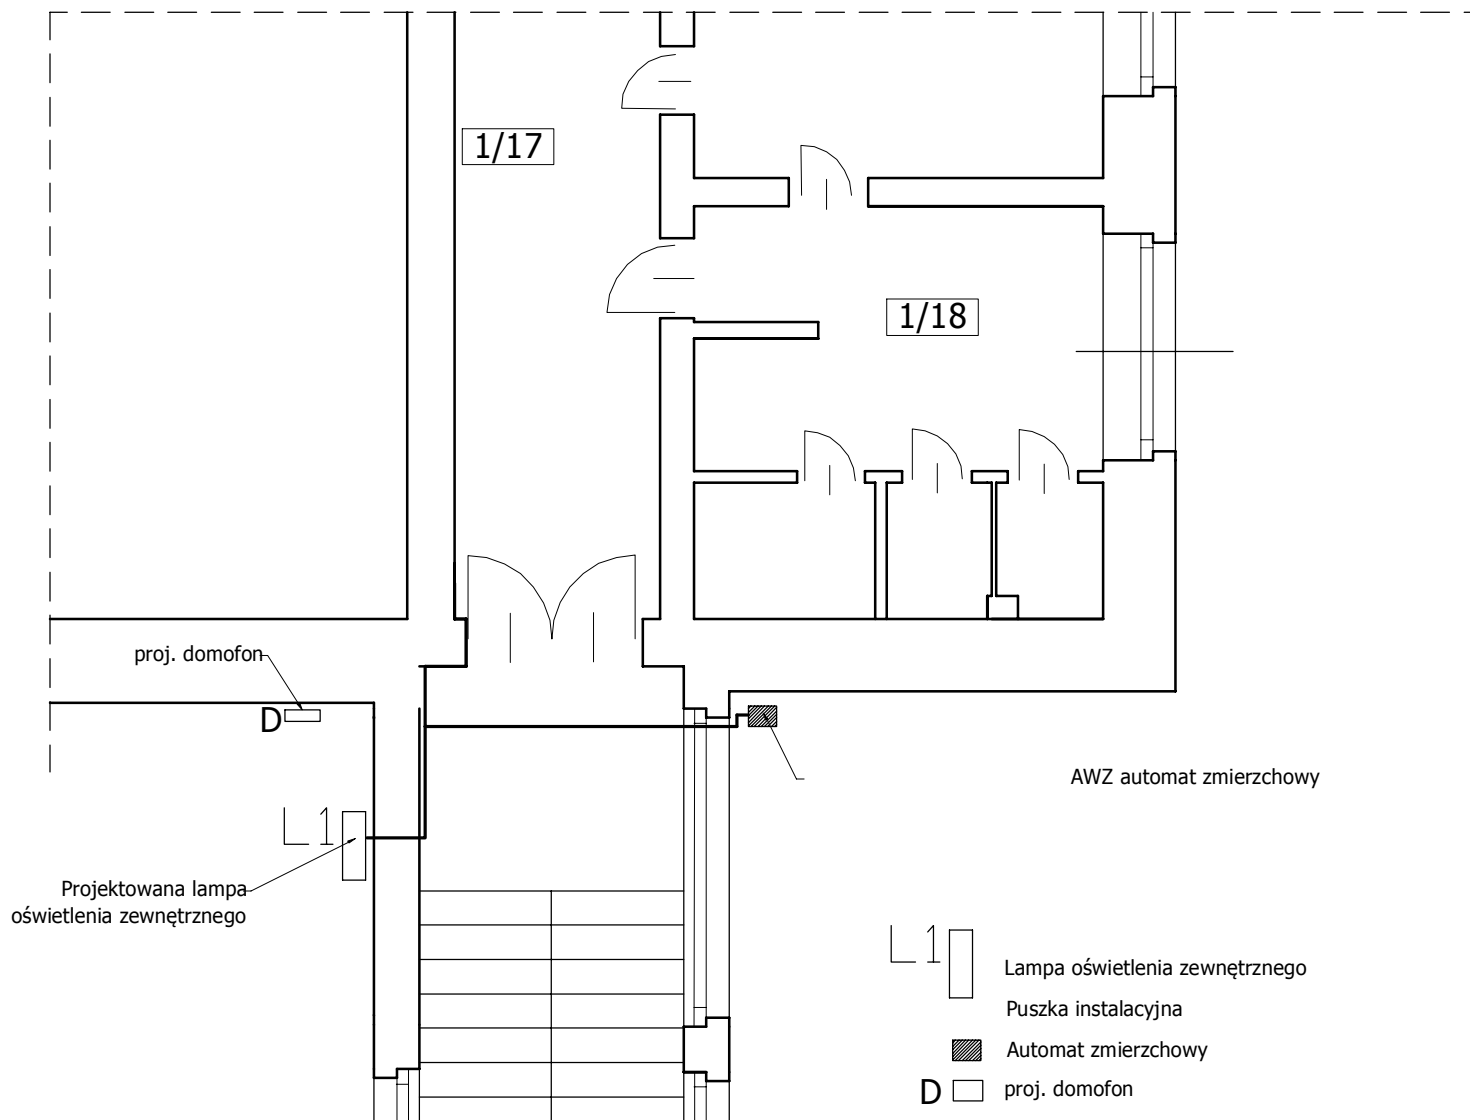 1/17
1/18
proj. domofon
D
AWZ automat zmierzchowy
L1
Projektowana lampa
oświetlenia zewnętrznego
L1
Lampa oświetlenia zewnętrznego
Puszka instalacyjna
Automat zmierzchowy
D proj. domofon